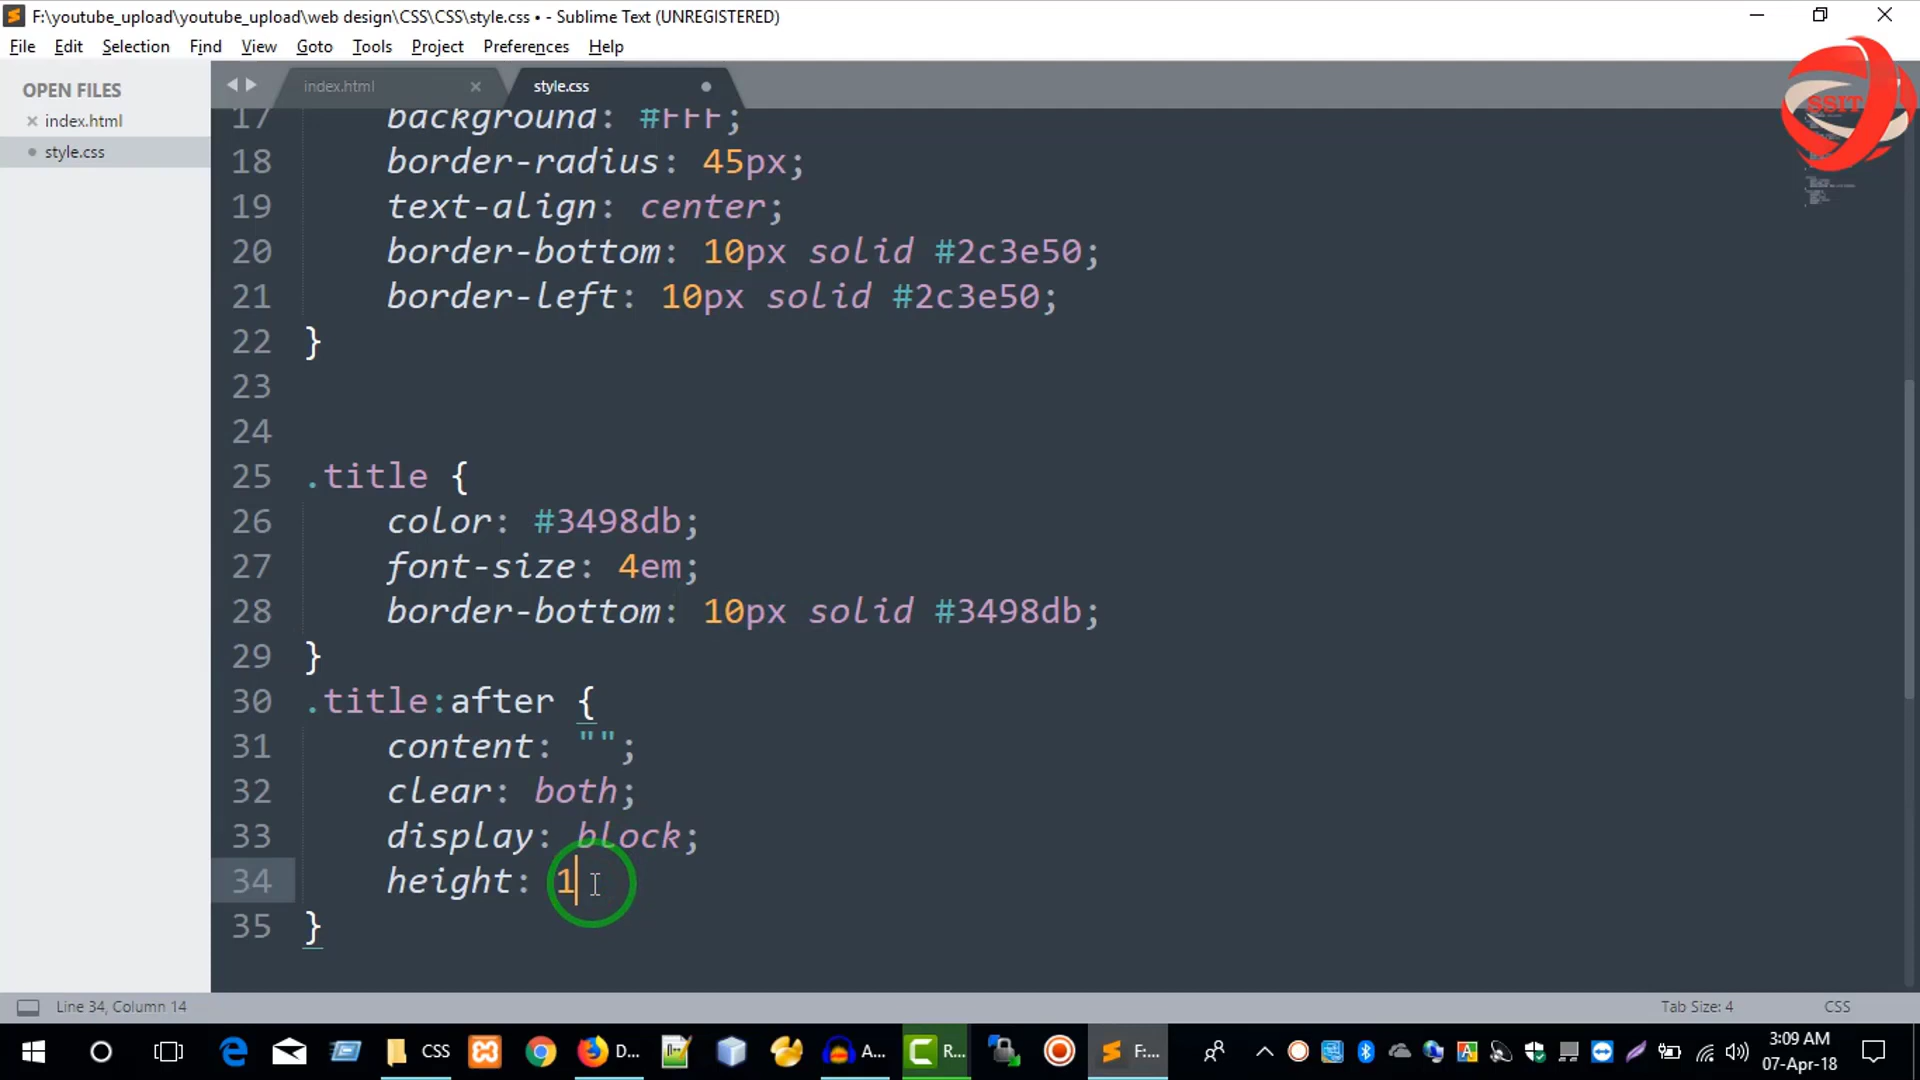 F:\youtube_upload\youtube_upload\web design\CSS\CSS\style.css • - Sublime Text (UNREGISTERED)
File Edit Selection Find View Goto Tools Project Preferences Help
OPEN FILES
index.html
style.css
index.html
style.css
SSIT
17 background: #FFF;
18 border-radius: 45px;
19 text-align: center;
20 border-bottom: 10px solid #2c3e50;
21 border-left: 10px solid #2c3e50;
22 }
23
24
25 .title {
26 color: #3498db;
27 font-size: 4em;
28 border-bottom: 10px solid #3498db;
29 }
30 .title:after {
31 content: "";
32 clear: both;
33 display: block;
34 height: 1
35 }
Line 34, Column 14
Tab Size: 4
CSS
CSS
D...
A...
R...
F:...
3:09 AM
07-Apr-18